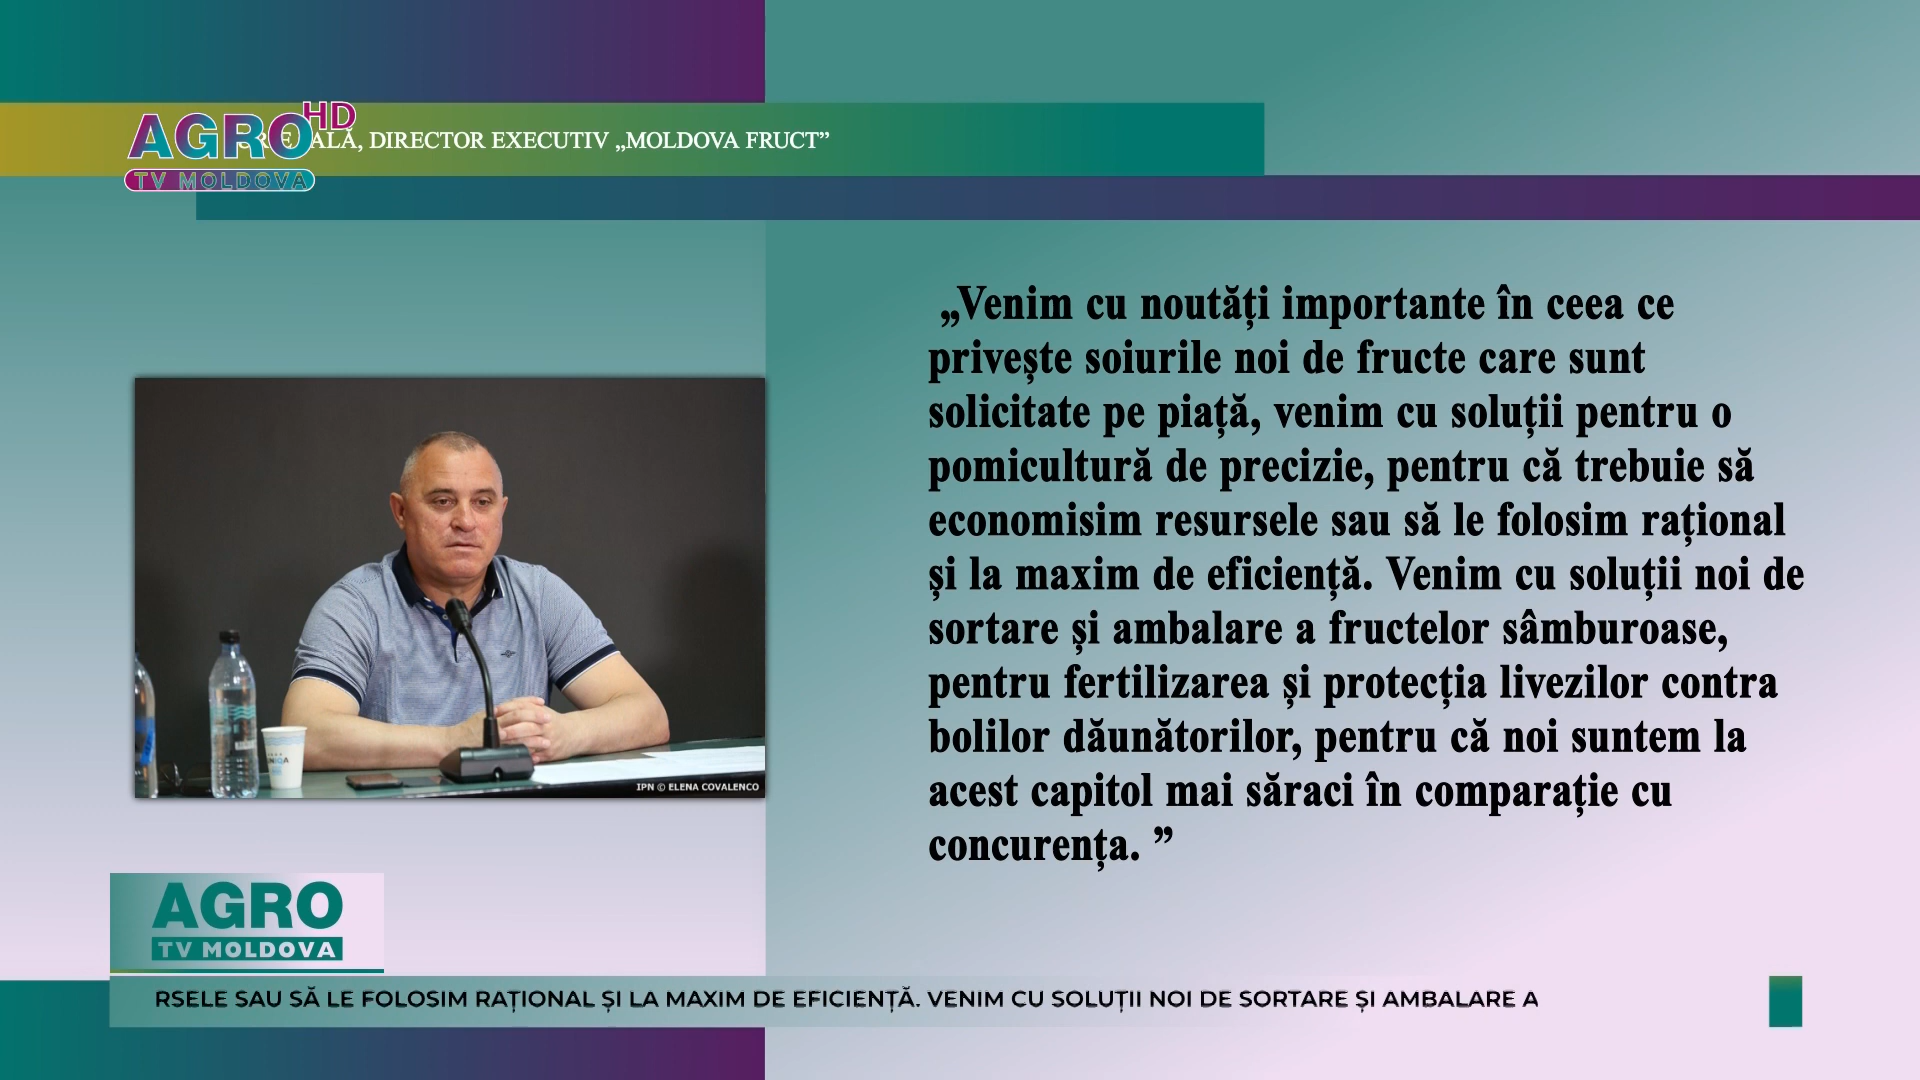 AGRO HD
TV MOLDOVA
ALĂ, DIRECTOR EXECUTIV „MOLDOVA FRUCT”
„Venim cu noutăți importante în ceea ce
privește soiurile noi de fructe care sunt
solicitate pe piață, venim cu soluții pentru o
pomicultură de precizie, pentru că trebuie să
economisim resursele sau să le folosim rațional
și la maxim de eficiență. Venim cu soluții noi de
sortare și ambalare a fructelor sâmburoase,
pentru fertilizarea și protecția livezilor contra
bolilor dăunătorilor, pentru că noi suntem la
acest capitol mai săraci în comparație cu
concurența. ”
IPN © ELENA COVALENCO
AGRO
TV MOLDOVA
RSELE SAU SĂ LE FOLOSIM RAȚIONAL ȘI LA MAXIM DE EFICIENȚĂ. VENIM CU SOLUȚII NOI DE SORTARE ȘI AMBALARE A